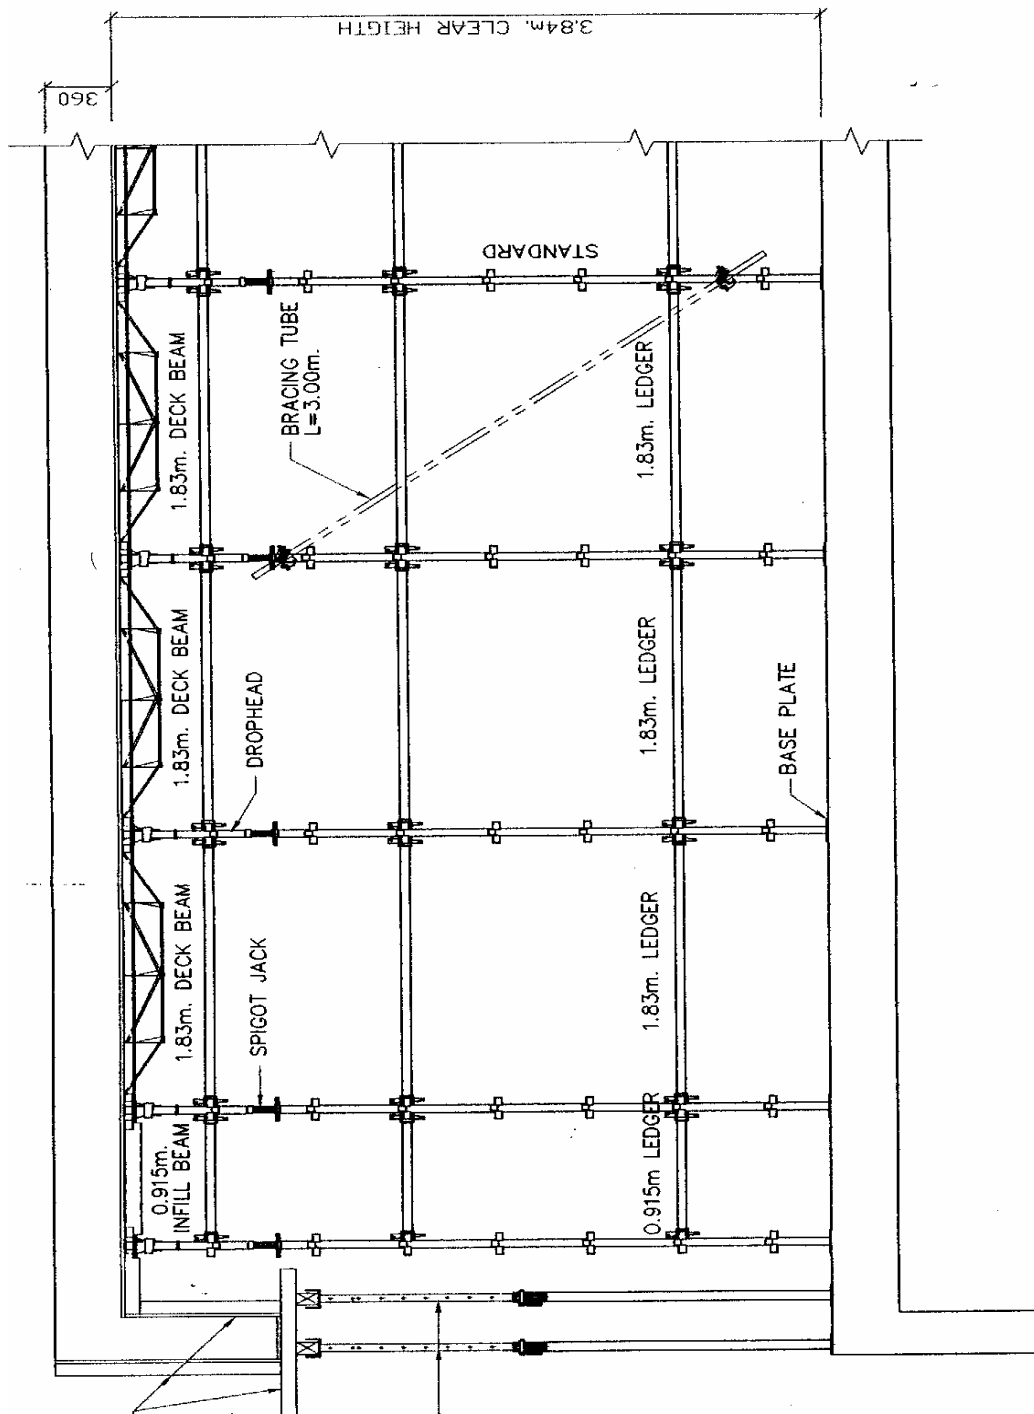 3.84m. CLEAR HEIGTH
360
STANDARD
BRACING TUBE
L=3.00m.
1.83m. DECK BEAM
1.83m. LEDGER
1.83m. DECK BEAM
DROPHEAD
1.83m. LEDGER
BASE PLATE
1.83m. DECK BEAM
SPIGOT JACK
1.83m. LEDGER
0.915m.
INFILL BEAM
0.915m LEDGER